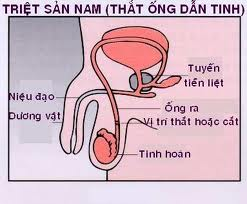 TRIỆT SẢN NAM (THẮT ỐNG DẪN TINH)
Tuyến
tiền liệt
Niệu đạo
Ống ra
Dương vật
Vị trí thắt hoặc cắt
Tinh hoàn